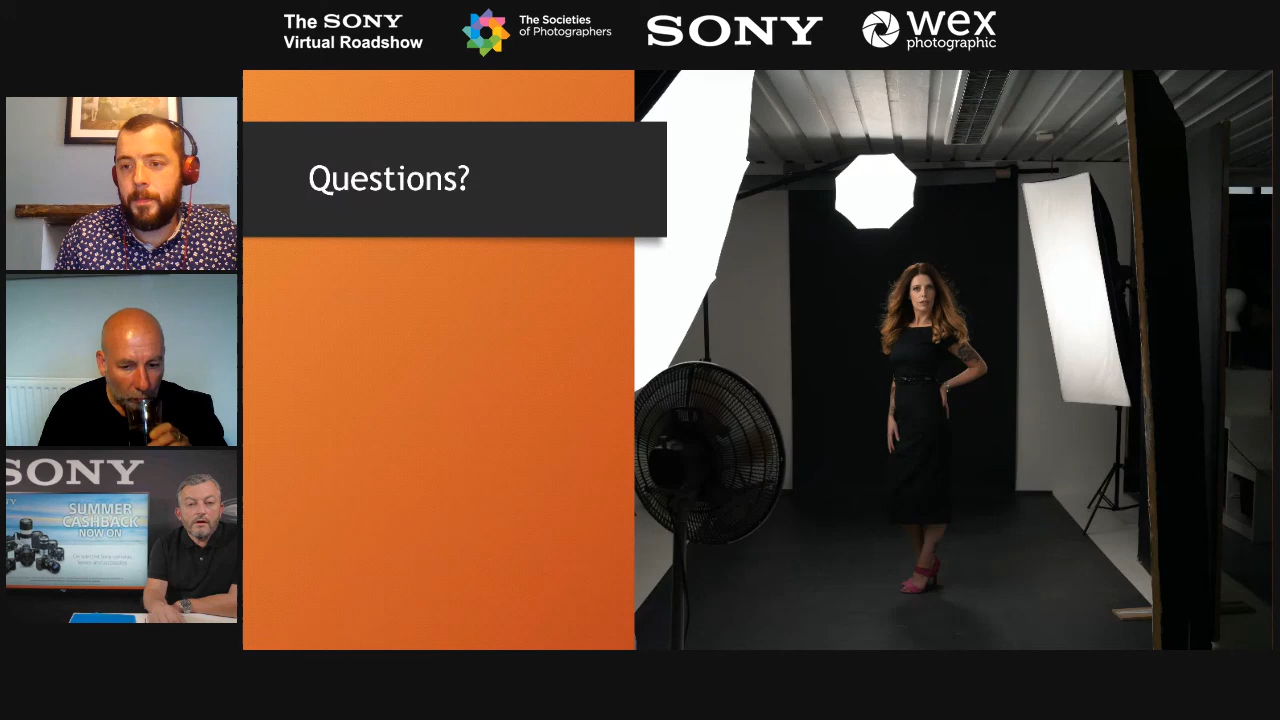 The SONY
Virtual Roadshow
The Societies
of Photographers
SONY
wex
photographic
Questions?
SONY
SUMMER
CASHBACK
NOW ON